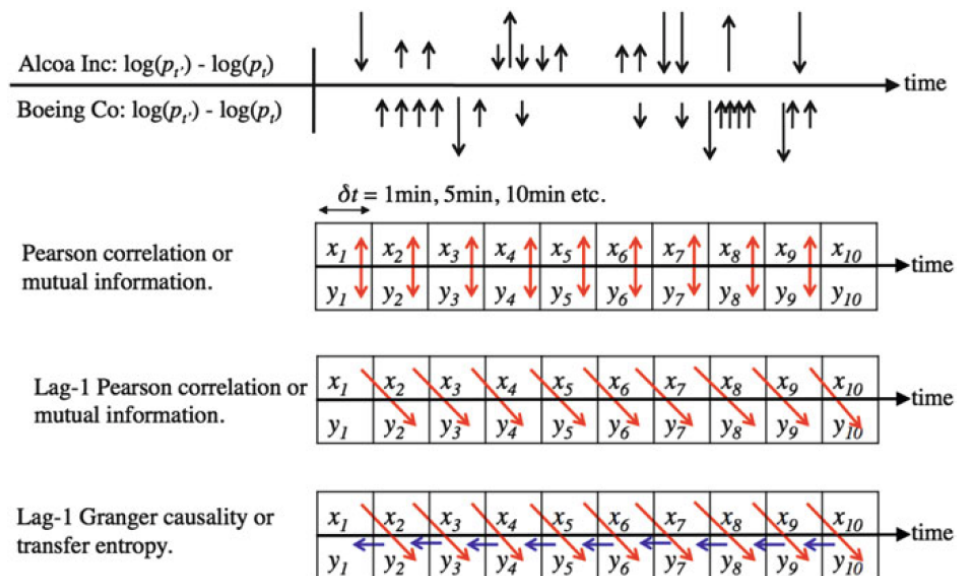 Alcoa Inc: log(pₜ') - log(pₜ)
time
Boeing Co: log(pₜ') - log(pₜ)
δt = 1min, 5min, 10min etc.
Pearson correlation or
mutual information.
x₁ x₂ x₃ x₄ x₅ x₆ x₇ x₈ x₉ x₁₀
time
y₁ y₂ y₃ y₄ y₅ y₆ y₇ y₈ y₉ y₁₀
Lag-1 Pearson correlation or
mutual information.
x₁ x₂ x₃ x₄ x₅ x₆ x₇ x₈ x₉ x₁₀
time
y₁ y₂ y₃ y₄ y₅ y₆ y₇ y₈ y₉ y₁₀
Lag-1 Granger causality or
transfer entropy.
x₁ x₂ x₃ x₄ x₅ x₆ x₇ x₈ x₉ x₁₀
time
y₁ y₂ y₃ y₄ y₅ y₆ y₇ y₈ y₉ y₁₀